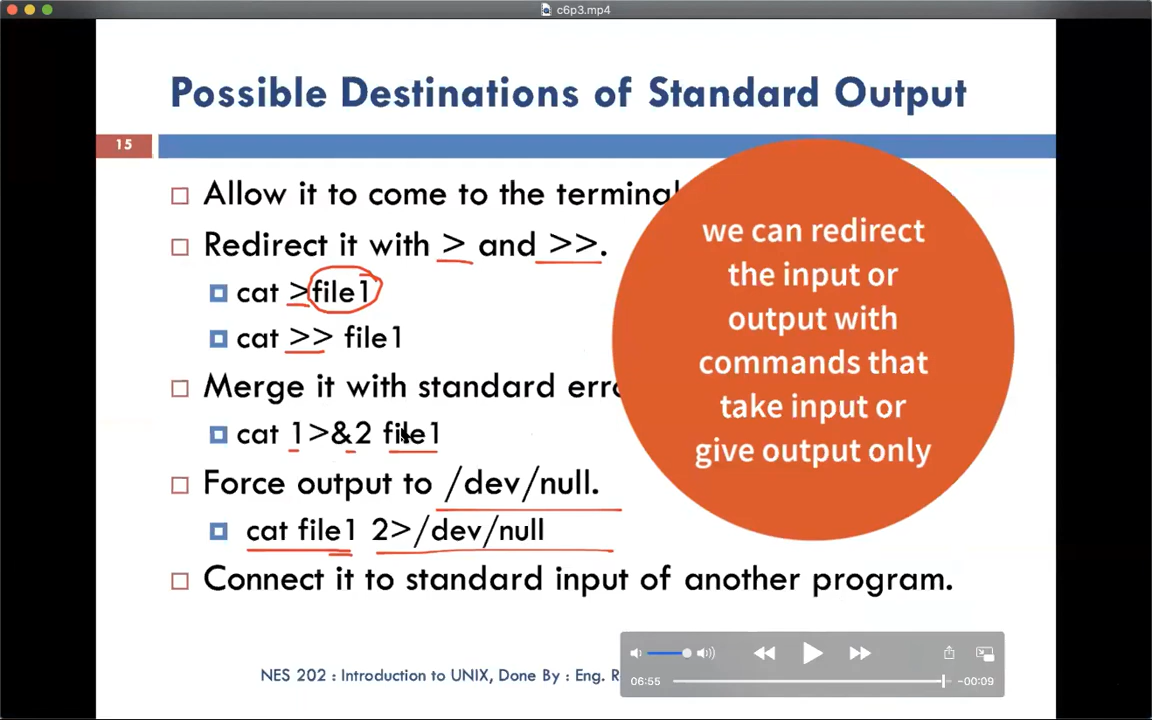 c6p3.mp4
Possible Destinations of Standard Output
15
Allow it to come to the terminal
Redirect it with > and >>.
cat >file1
cat >> file1
Merge it with standard erro
cat 1>&2 file1
Force output to /dev/null.
cat file1 2>/dev/null
Connect it to standard input of another program.
we can redirect
the input or
output with
commands that
take input or
give output only
NES 202 : Introduction to UNIX, Done By : Eng. R
06:55
-00:09